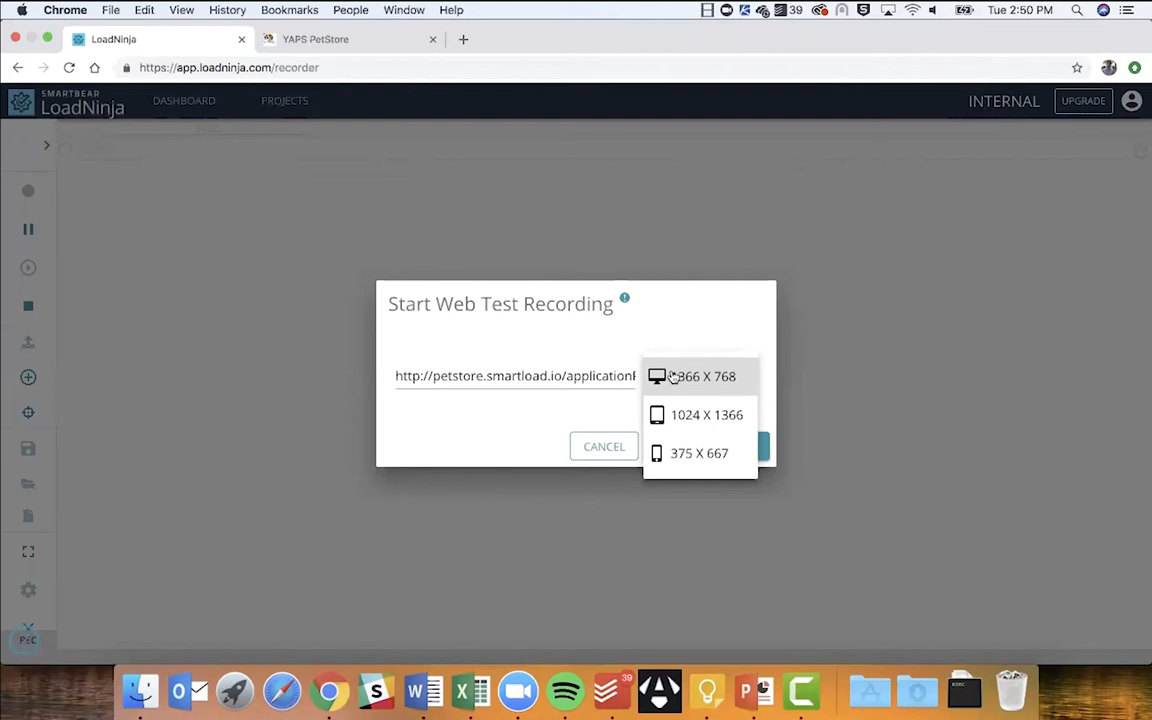 Chrome File Edit View History Bookmarks People Window Help 39 Tue 2:50 PM
LoadNinja YAPS PetStore
https://app.loadninja.com/recorder
SMARTBEAR
LoadNinja DASHBOARD PROJECTS INTERNAL UPGRADE
Start Web Test Recording
http://petstore.smartload.io/application
366 X 768
1024 X 1366
CANCEL
375 X 667
REC
39